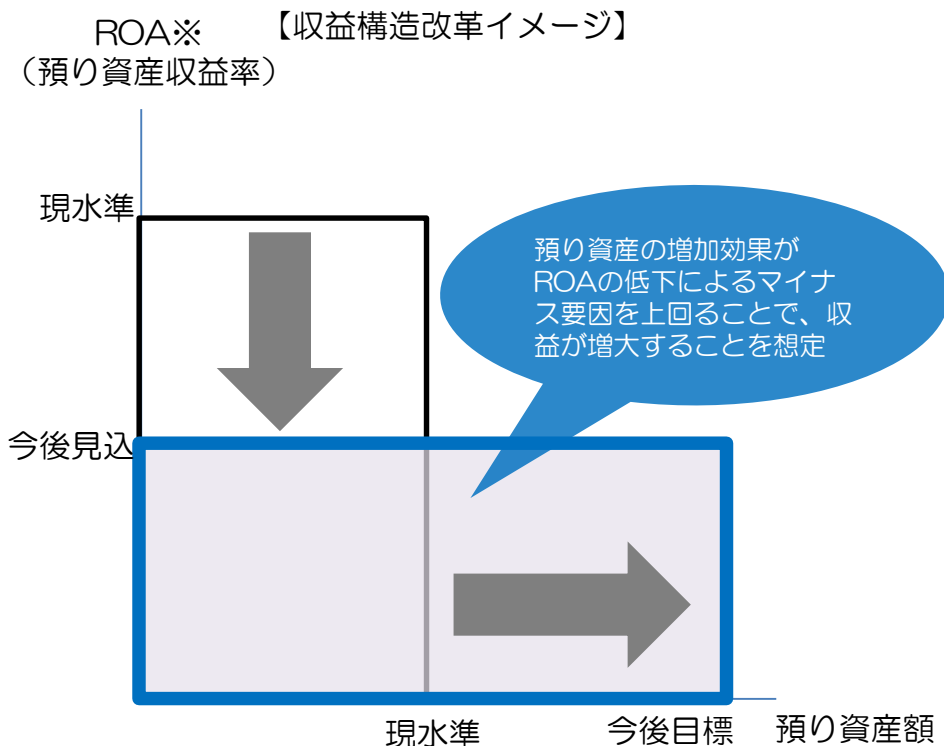 【収益構造改革イメージ】
ROA※
（預り資産収益率）
現水準
預り資産の増加効果が
ROAの低下によるマイナ
ス要因を上回ることで、収
益が増大することを想定
今後見込
現水準
今後目標
預り資産額